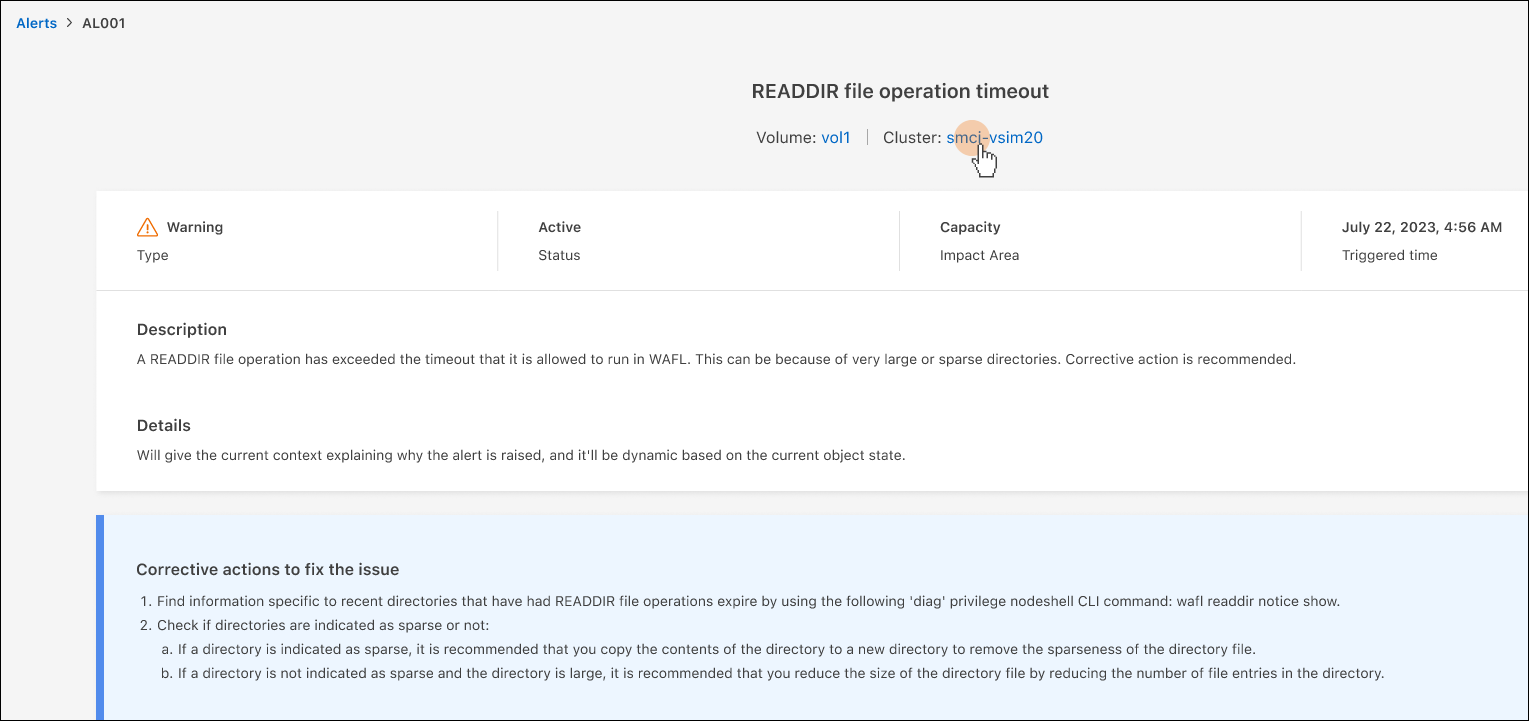 Alerts > AL001
READDIR file operation timeout
Volume: vol1 | Cluster: smci-vsim20
Warning
Type
Active
Status
Capacity
Impact Area
July 22, 2023, 4:56 AM
Triggered time
Description
A READDIR file operation has exceeded the timeout that it is allowed to run in WAFL. This can be because of very large or sparse directories. Corrective action is recommended.
Details
Will give the current context explaining why the alert is raised, and it'll be dynamic based on the current object state.
Corrective actions to fix the issue
1. Find information specific to recent directories that have had READDIR file operations expire by using the following 'diag' privilege nodeshell CLI command: wafl readdir notice show.
2. Check if directories are indicated as sparse or not:
a. If a directory is indicated as sparse, it is recommended that you copy the contents of the directory to a new directory to remove the sparseness of the directory file.
b. If a directory is not indicated as sparse and the directory is large, it is recommended that you reduce the size of the directory file by reducing the number of file entries in the directory.